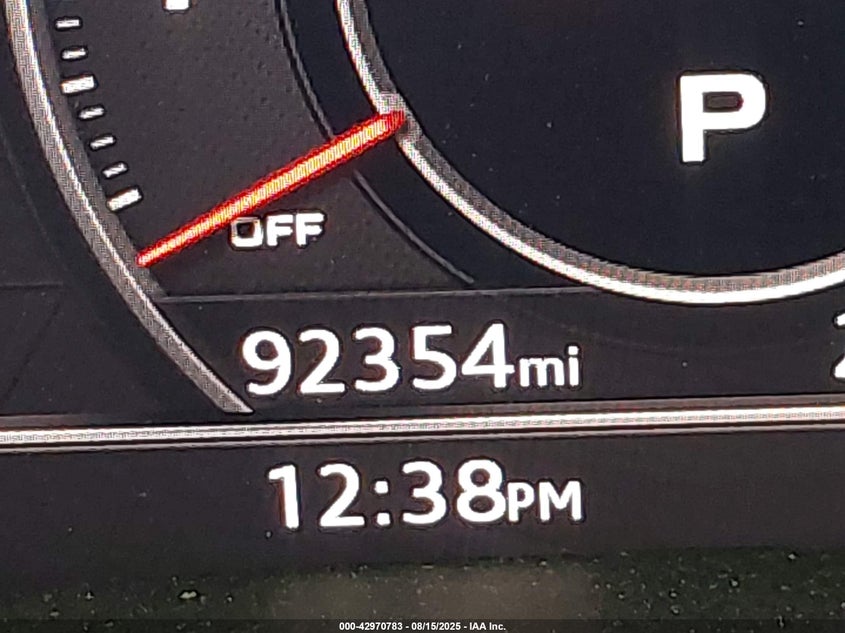 P
OFF
92354mi
12:38PM
000-42970783 - 08/15/2025 - IAA Inc.